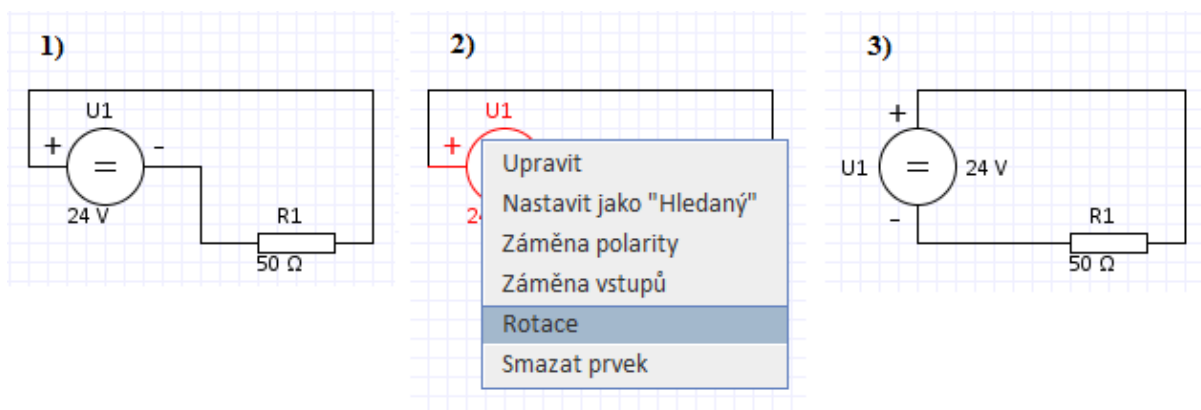 1)
U1
+ -
=
24 V
R1
50 Ω
2)
U1
+
2
Upravit
Nastavit jako "Hledaný"
Záměna polarity
Záměna vstupů
Rotace
Smazat prvek
3)
+
U1 = 24 V
-
R1
50 Ω